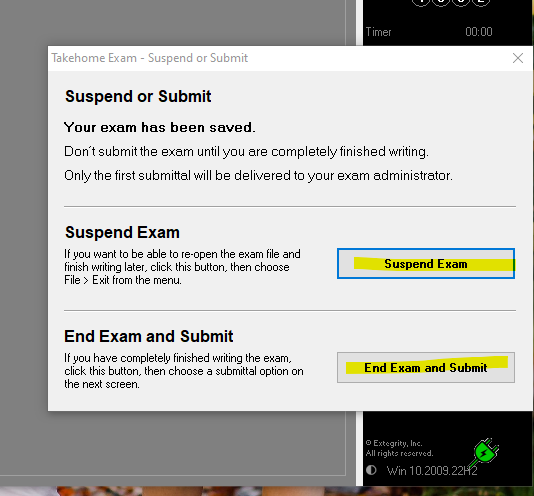 Timer 00:00
Takehome Exam - Suspend or Submit
Suspend or Submit
Your exam has been saved.
Don't submit the exam until you are completely finished writing.
Only the first submittal will be delivered to your exam administrator.
Suspend Exam
If you want to be able to re-open the exam file and
finish writing later, click this button, then choose
File > Exit from the menu.
Suspend Exam
End Exam and Submit
If you have completely finished writing the exam,
click this button, then choose a submittal option on
the next screen.
End Exam and Submit
© Extegrity, Inc.
All rights reserved.
Win 10.2009.22H2